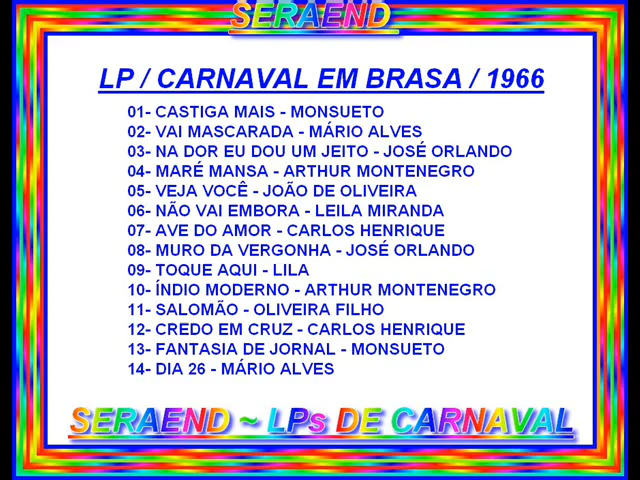 SERAEND
LP / CARNAVAL EM BRASA / 1966
01- CASTIGA MAIS - MONSUETO
02- VAI MASCARADA - MÁRIO ALVES
03- NA DOR EU DOU UM JEITO - JOSÉ ORLANDO
04- MARÉ MANSA - ARTHUR MONTENEGRO
05- VEJA VOCÊ - JOÃO DE OLIVEIRA
06- NÃO VAI EMBORA - LEILA MIRANDA
07- AVE DO AMOR - CARLOS HENRIQUE
08- MURO DA VERGONHA - JOSÉ ORLANDO
09- TOQUE AQUI - LILA
10- ÍNDIO MODERNO - ARTHUR MONTENEGRO
11- SALOMÃO - OLIVEIRA FILHO
12- CREDO EM CRUZ - CARLOS HENRIQUE
13- FANTASIA DE JORNAL - MONSUETO
14- DIA 26 - MÁRIO ALVES
SERAEND ~ LPs DE CARNAVAL